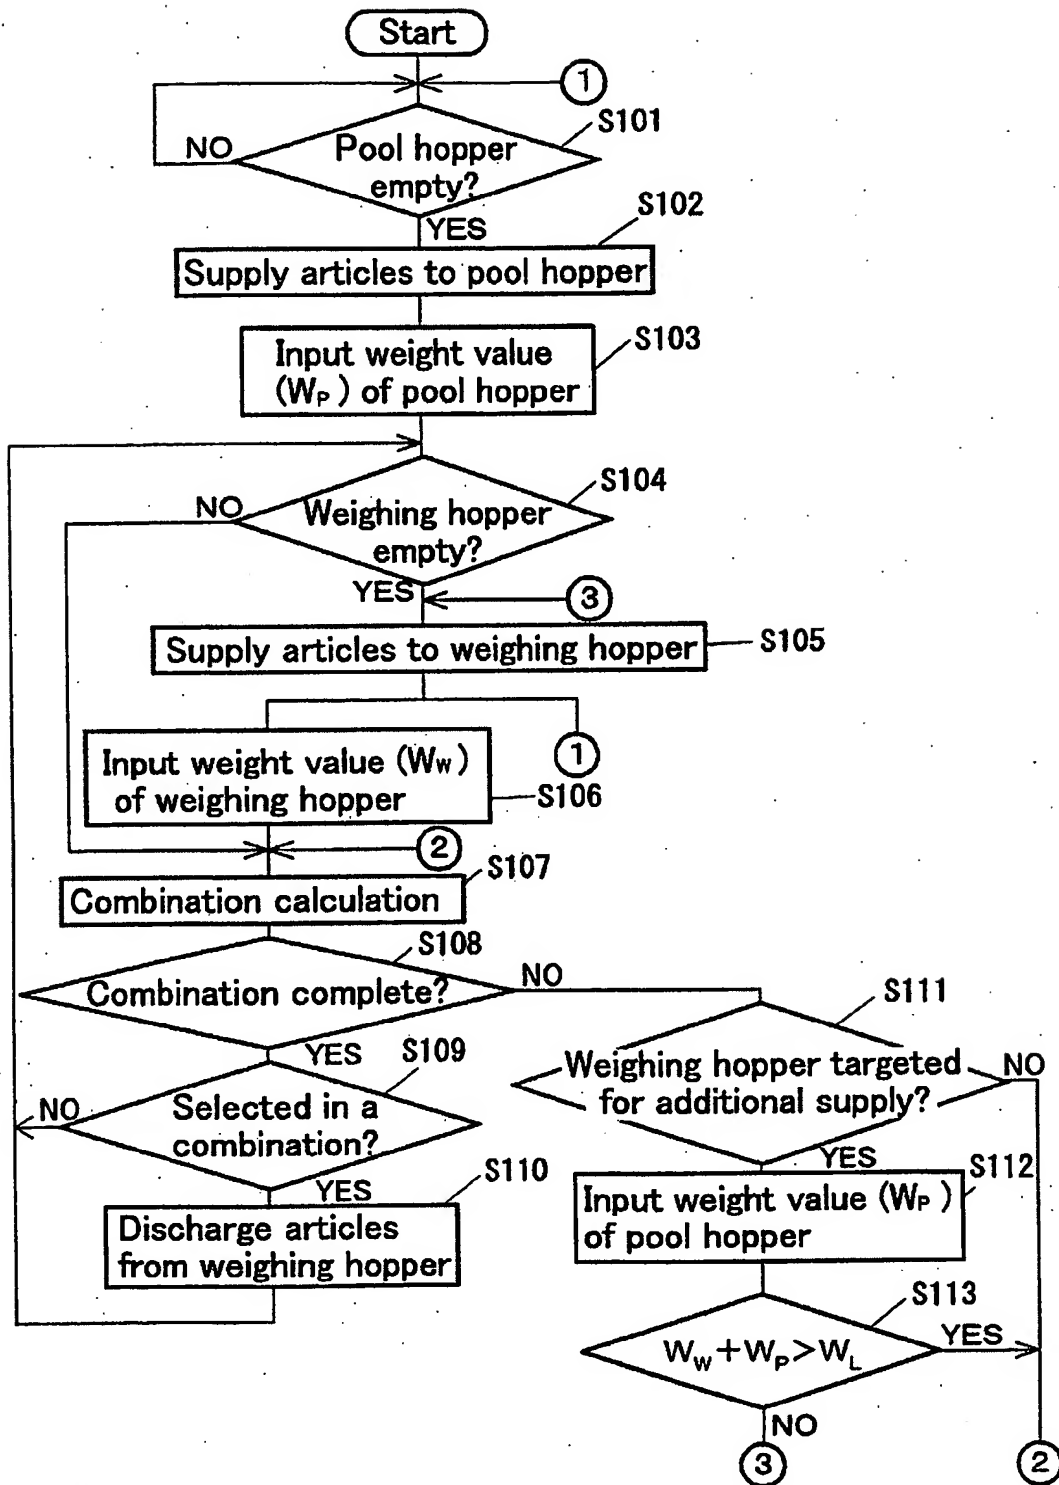 Start
1
S101
NO
Pool hopper
empty?
YES
S102
Supply articles to pool hopper
S103
Input weight value
(WP) of pool hopper
S104
NO
Weighing hopper
empty?
YES
3
Supply articles to weighing hopper
S105
Input weight value (WW)
of weighing hopper
1
S106
2
S107
Combination calculation
S108
Combination complete?
NO
S111
YES
S109
Weighing hopper targeted
for additional supply?
NO
NO
Selected in a
combination?
YES
S110
YES
S112
Discharge articles
from weighing hopper
Input weight value (WP)
of pool hopper
S113
WW+WP>WL
YES
NO
3
2